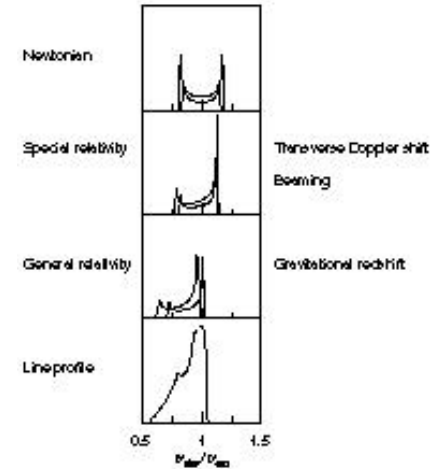 Newtonian
Special relativity
Transverse Doppler shift
Beaming
General relativity
Gravitational redshift
Line profile
0.5 1 1.5